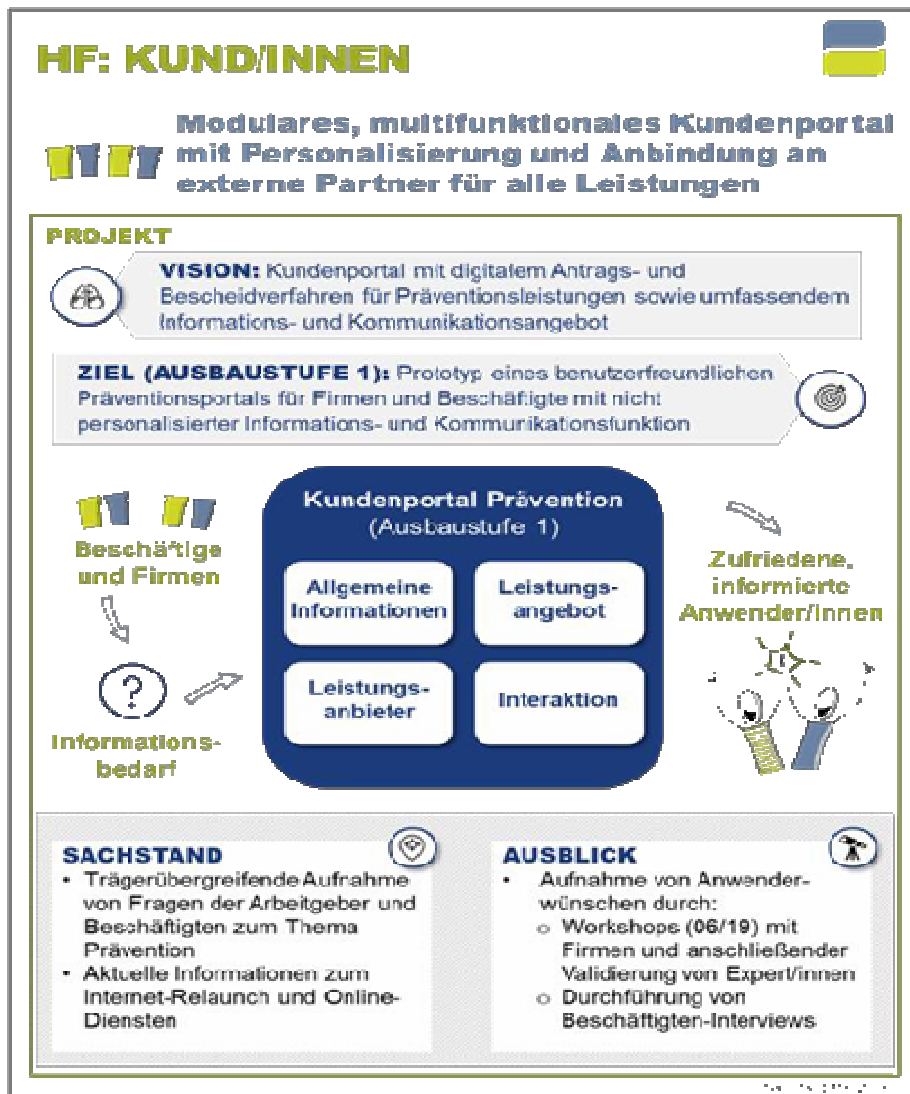 HF: KUND/INNEN
Modulares, multifunktionales Kundenportal
mit Personalisierung und Anbindung an
externe Partner für alle Leistungen
PROJEKT
VISION: Kundenportal mit digitalem Antrags- und
Bescheidverfahren für Präventionsleistungen sowie umfassendem
Informations- und Kommunikationsangebot
ZIEL (AUSBAUSTUFE 1): Prototyp eines benutzerfreundlichen
Präventionsportals für Firmen und Beschäftigte mit nicht
personalisierter Informations- und Kommunikationsfunktion
Beschäftige
und Firmen
?
Informations-
bedarf
Kundenportal Prävention
(Ausbaustufe 1)
Allgemeine
Informationen
Leistungs-
angebot
Leistungs-
anbieter
Interaktion
Zufriedene,
informierte
Anwender/innen
SACHSTAND
• Trägerübergreifende Aufnahme
von Fragen der Arbeitgeber und
Beschäftigten zum Thema
Prävention
• Aktuelle Informationen zum
Internet-Relaunch und Online-
Diensten
AUSBLICK
• Aufnahme von Anwender-
wünschen durch:
o Workshops (06/19) mit
Firmen und anschließender
Validierung von Expert/innen
o Durchführung von
Beschäftigten-Interviews